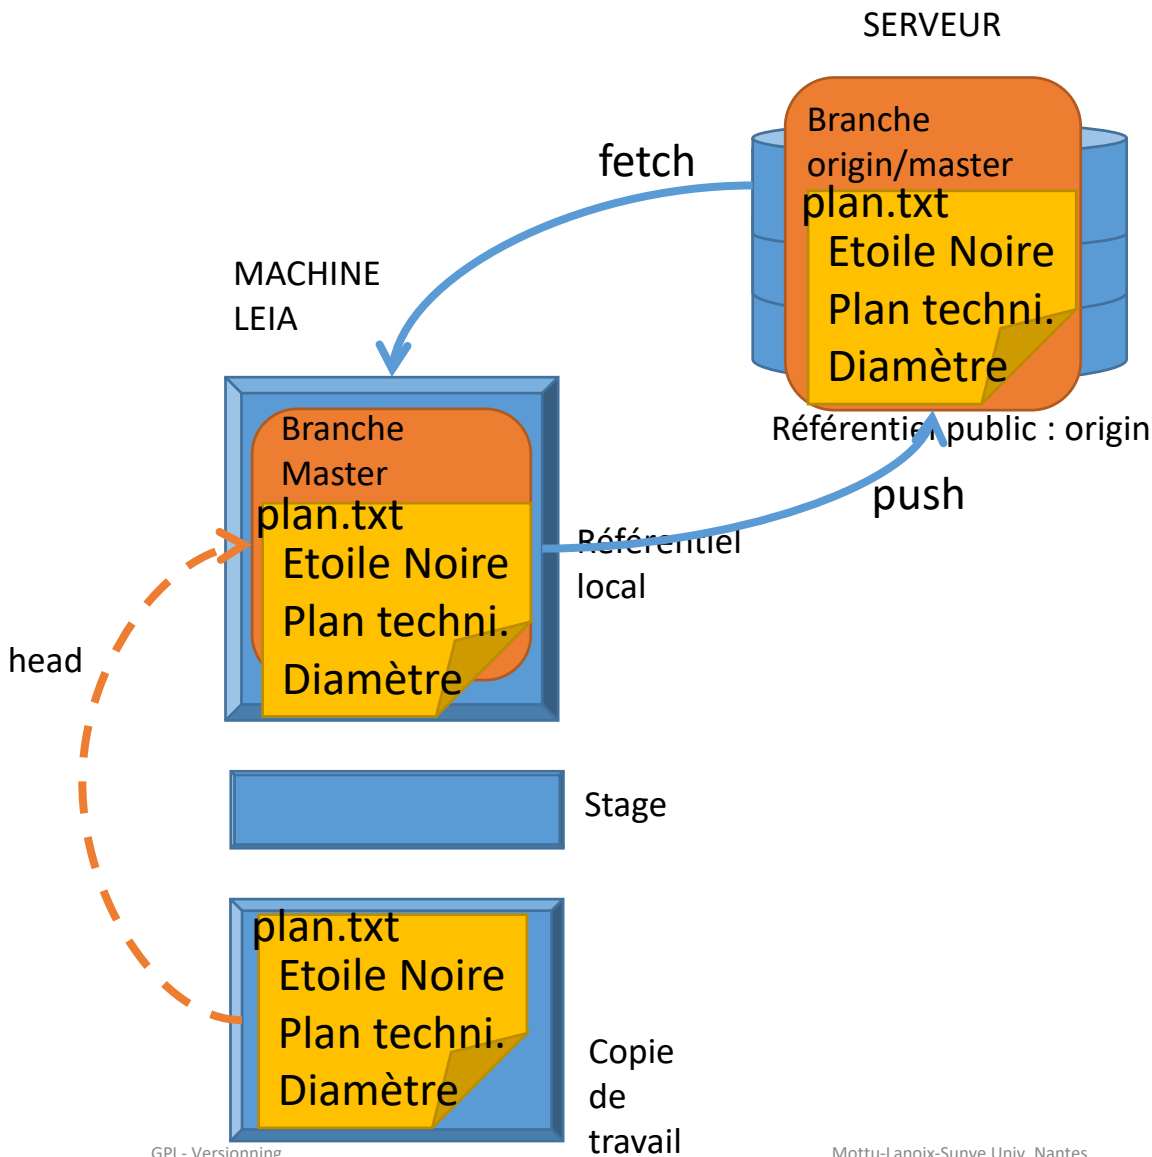 SERVEUR
Branche
origin/master
plan.txt
Etoile Noire
Plan techni.
Diamètre
Référentiel public : origin
fetch
push
MACHINE
LEIA
Branche
Master
plan.txt
Etoile Noire
Plan techni.
Diamètre
Référentiel
local
head
Stage
plan.txt
Etoile Noire
Plan techni.
Diamètre
Copie
de
travail
GPI - Versionning
Mottu-Lanoix-Sunye Univ. Nantes